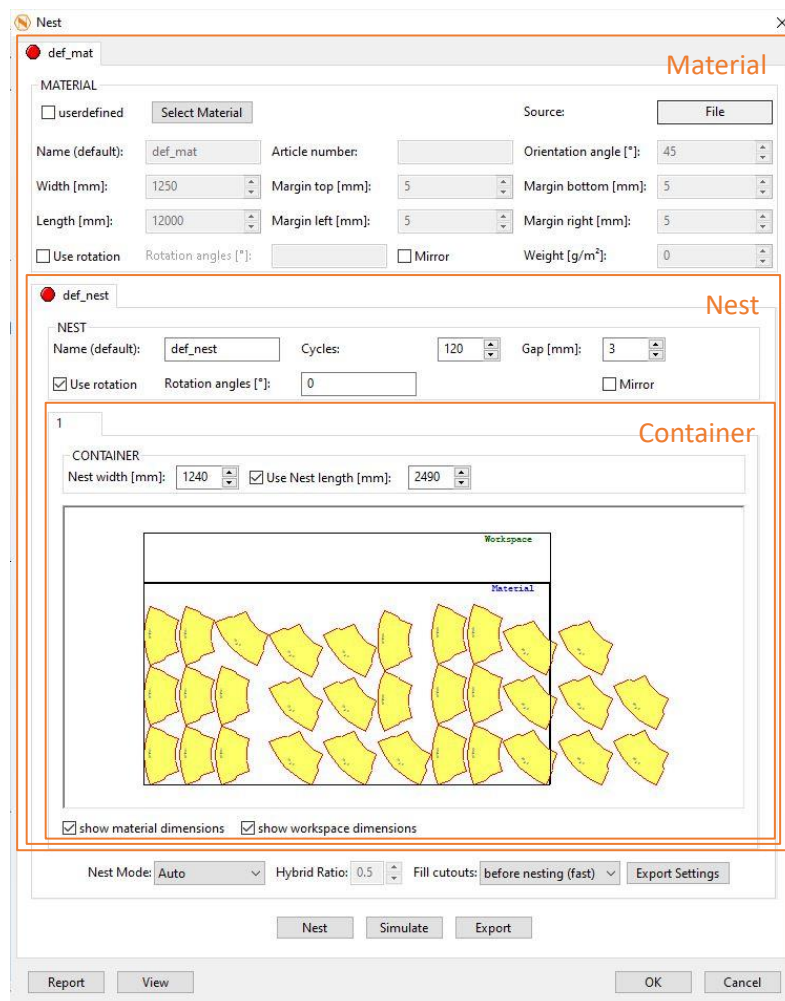 Nest
def_mat
Material
MATERIAL
userdefined Select Material Source: File
Name (default): def_mat Article number: Orientation angle [°]: 45
Width [mm]: 1250 Margin top [mm]: 5 Margin bottom [mm]: 5
Length [mm]: 12000 Margin left [mm]: 5 Margin right [mm]: 5
Use rotation Rotation angles [°]: Mirror Weight [g/m²]: 0
def_nest
Nest
NEST
Name (default): def_nest Cycles: 120 Gap [mm]: 3
Use rotation Rotation angles [°]: 0 Mirror
1
Container
CONTAINER
Nest width [mm]: 1240 Use Nest length [mm]: 2490
Workspace
Material
show material dimensions show workspace dimensions
Nest Mode: Auto Hybrid Ratio: 0.5 Fill cutouts: before nesting (fast) Export Settings
Nest Simulate Export
Report View OK Cancel